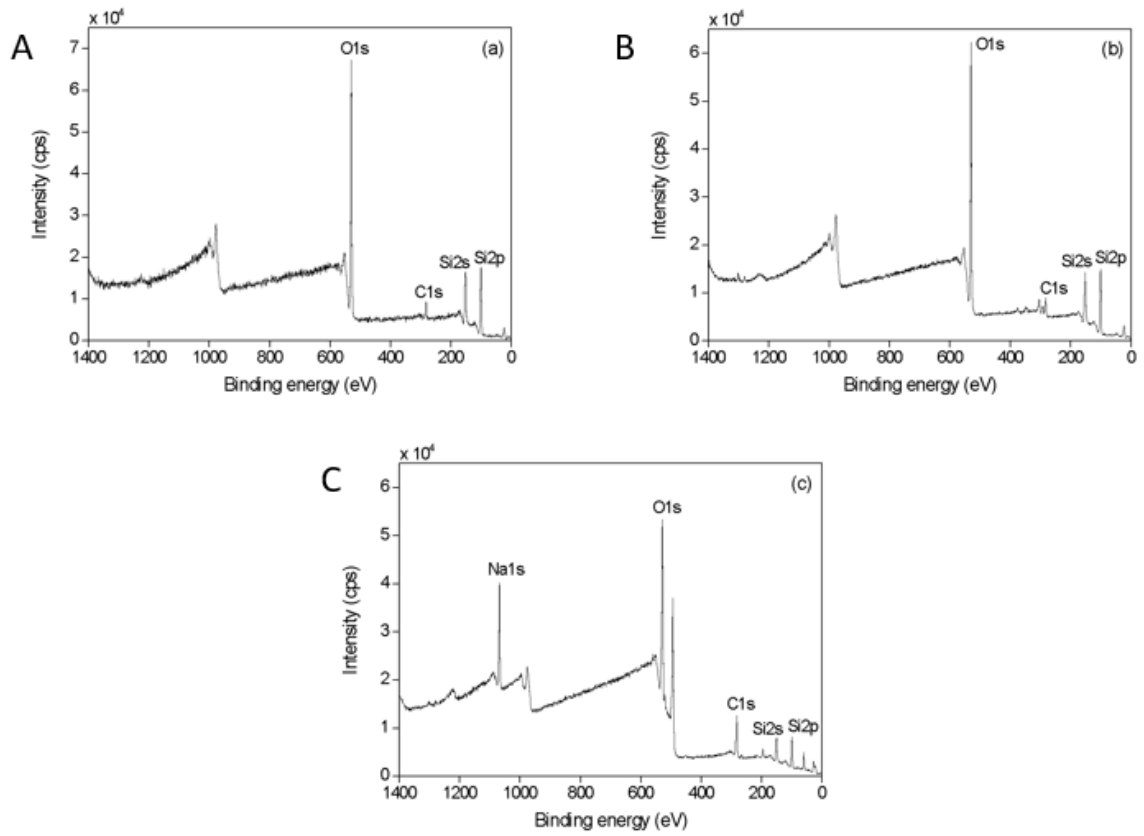 A
x 10⁴
(a)
7
6
5
4
3
2
1
0
Intensity (cps)
O1s
C1s
Si2s
Si2p
1400
1200
1000
800
600
400
200
0
Binding energy (eV)
B
x 10⁴
(b)
6
5
4
3
2
1
0
Intensity (cps)
O1s
C1s
Si2s
Si2p
1400
1200
1000
800
600
400
200
0
Binding energy (eV)
C
x 10⁴
(c)
6
5
4
3
2
1
0
Intensity (cps)
Na1s
O1s
C1s
Si2s
Si2p
1400
1200
1000
800
600
400
200
0
Binding energy (eV)